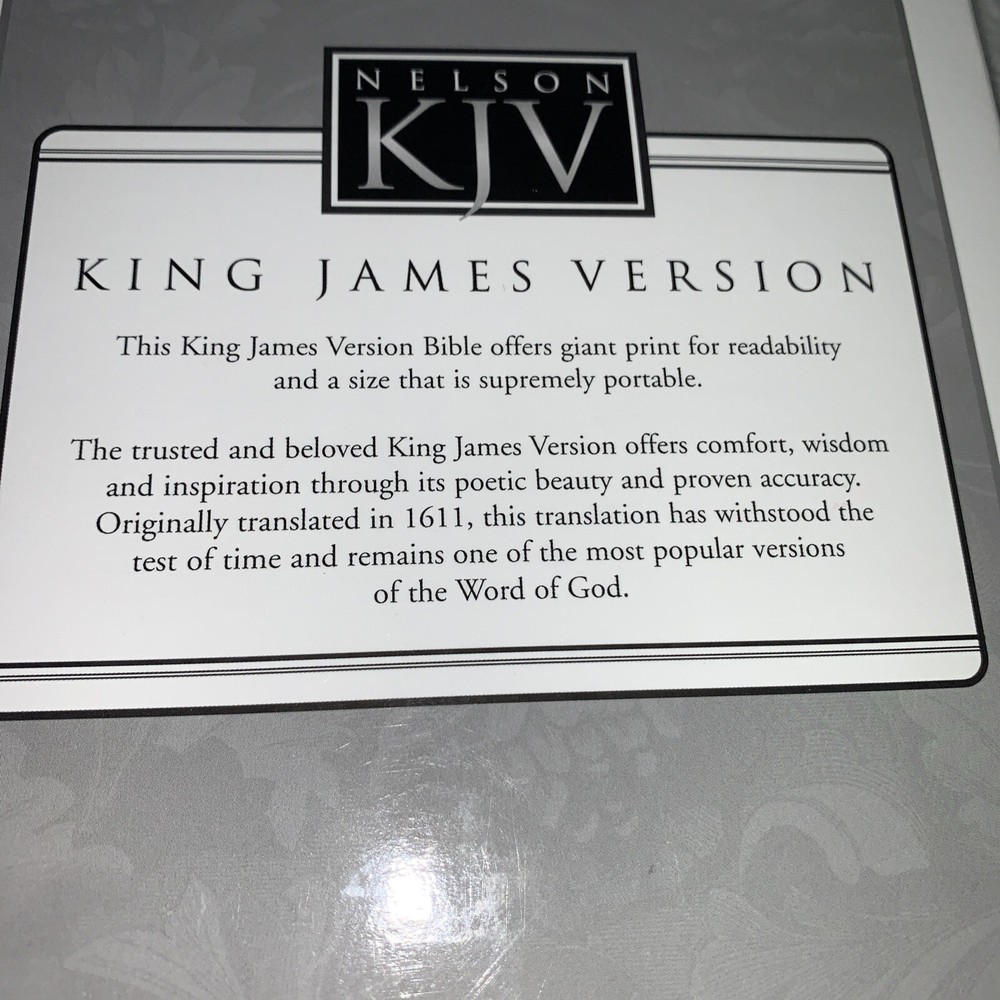 NELSON
KJV
KING JAMES VERSION
This King James Version Bible offers giant print for readability
and a size that is supremely portable.
The trusted and beloved King James Version offers comfort, wisdom
and inspiration through its poetic beauty and proven accuracy.
Originally translated in 1611, this translation has withstood the
test of time and remains one of the most popular versions
of the Word of God.